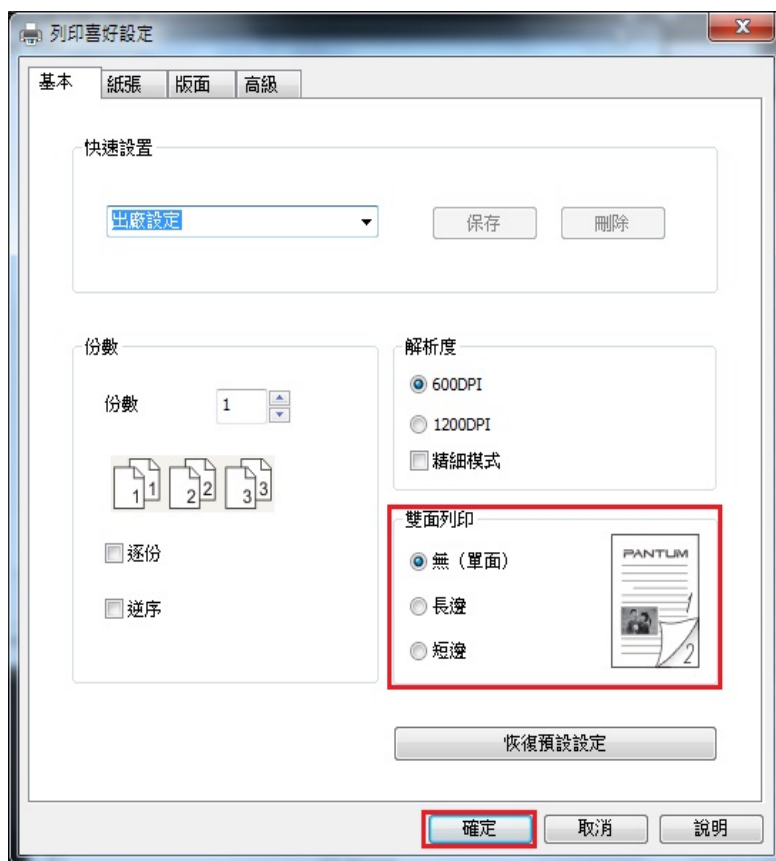 列印喜好設定
X
基本 紙張 版面 高級
快速設置
出廠設定 保存 刪除
份數
份數 1
1 1 2 2 3 3
逐份
逆序
解析度
600DPI
1200DPI
精細模式
雙面列印
無（單面）
長邊
短邊
PANTUM
2
恢復預設設定
確定 取消 說明